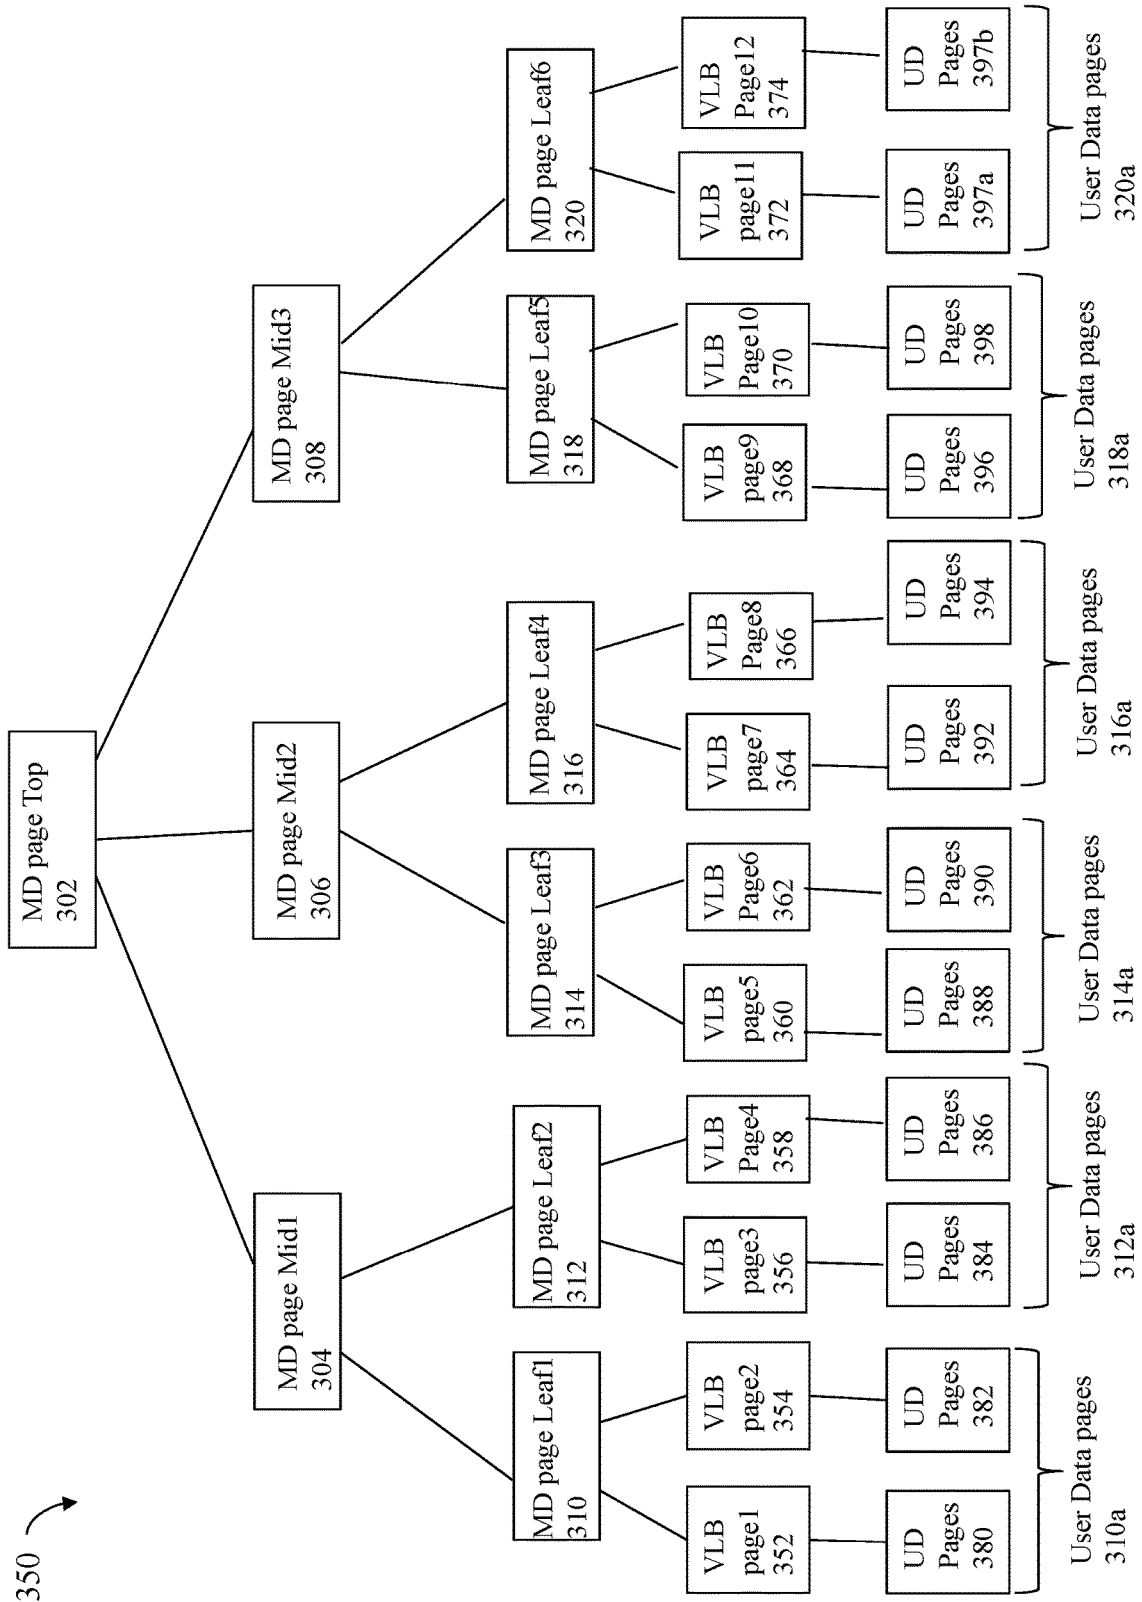 350
MD page Top
302
MD page Mid1
304
MD page Mid2
306
MD page Mid3
308
MD page Leaf1
310
MD page Leaf2
312
MD page Leaf3
314
MD page Leaf4
316
MD page Leaf5
318
MD page Leaf6
320
VLB
page1
352
VLB
page2
354
VLB
page3
356
VLB
Page4
358
VLB
page5
360
VLB
Page6
362
VLB
page7
364
VLB
Page8
366
VLB
page9
368
VLB
Page10
370
VLB
page11
372
VLB
Page12
374
UD
Pages
380
UD
Pages
382
UD
Pages
384
UD
Pages
386
UD
Pages
388
UD
Pages
390
UD
Pages
392
UD
Pages
394
UD
Pages
396
UD
Pages
398
UD
Pages
397a
UD
Pages
397b
User Data pages
310a
User Data pages
312a
User Data pages
314a
User Data pages
316a
User Data pages
318a
User Data pages
320a